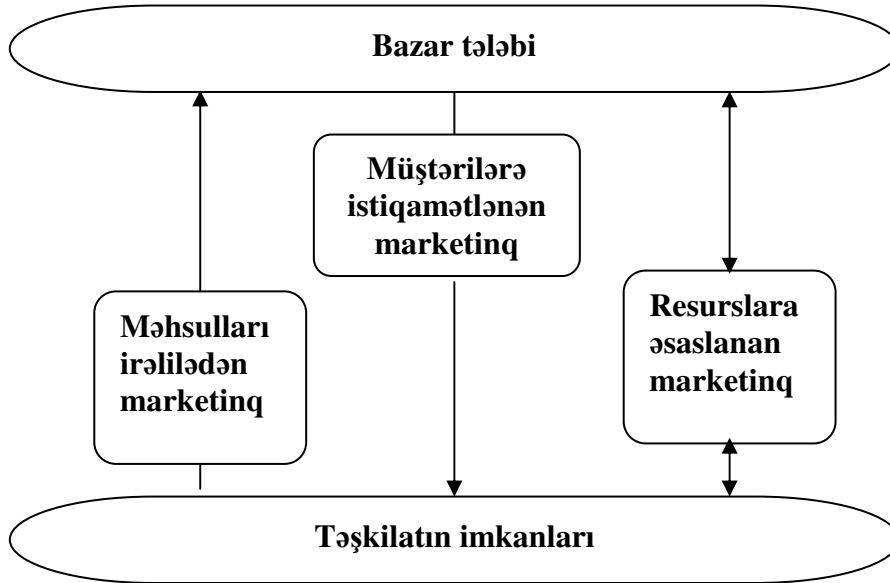 Bazar tələbi
Müştərilərə
istiqamətlənən
marketinq
Məhsulları
irəlilədən
marketinq
Resurslara
əsaslanan
marketinq
Təşkilatın imkanları